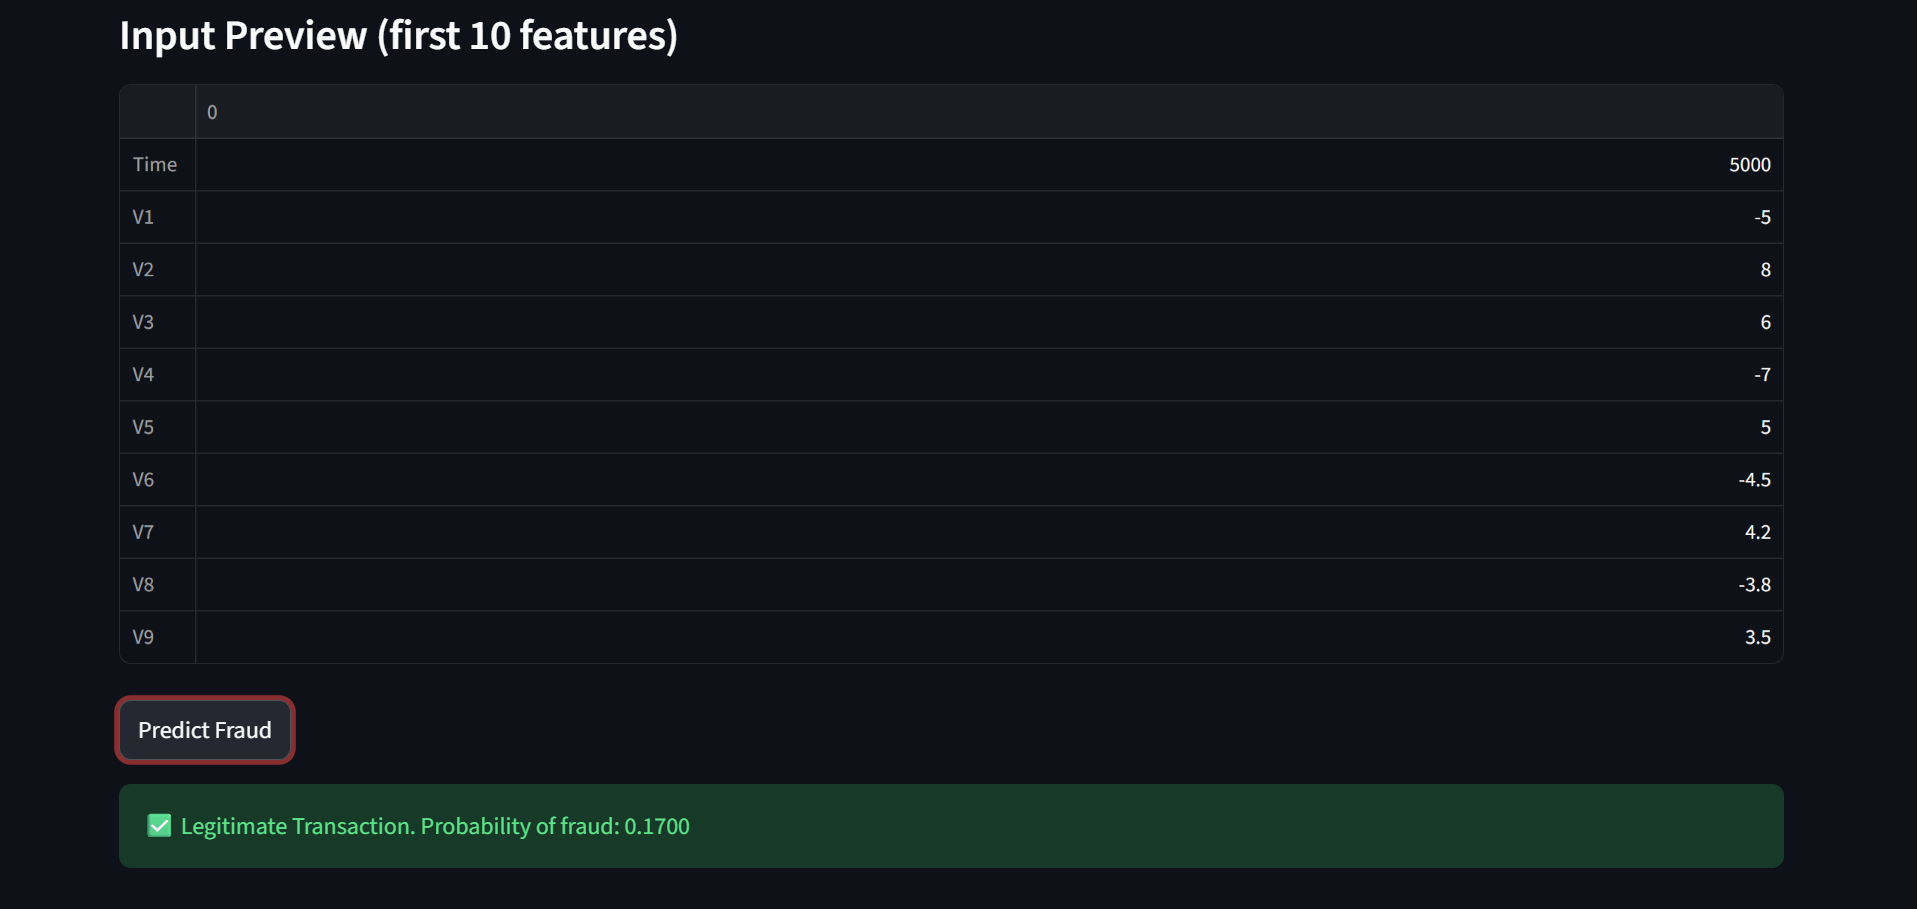 Input Preview (first 10 features)
0
Time 5000
V1 -5
V2 8
V3 6
V4 -7
V5 5
V6 -4.5
V7 4.2
V8 -3.8
V9 3.5
Predict Fraud
✅ Legitimate Transaction. Probability of fraud: 0.1700